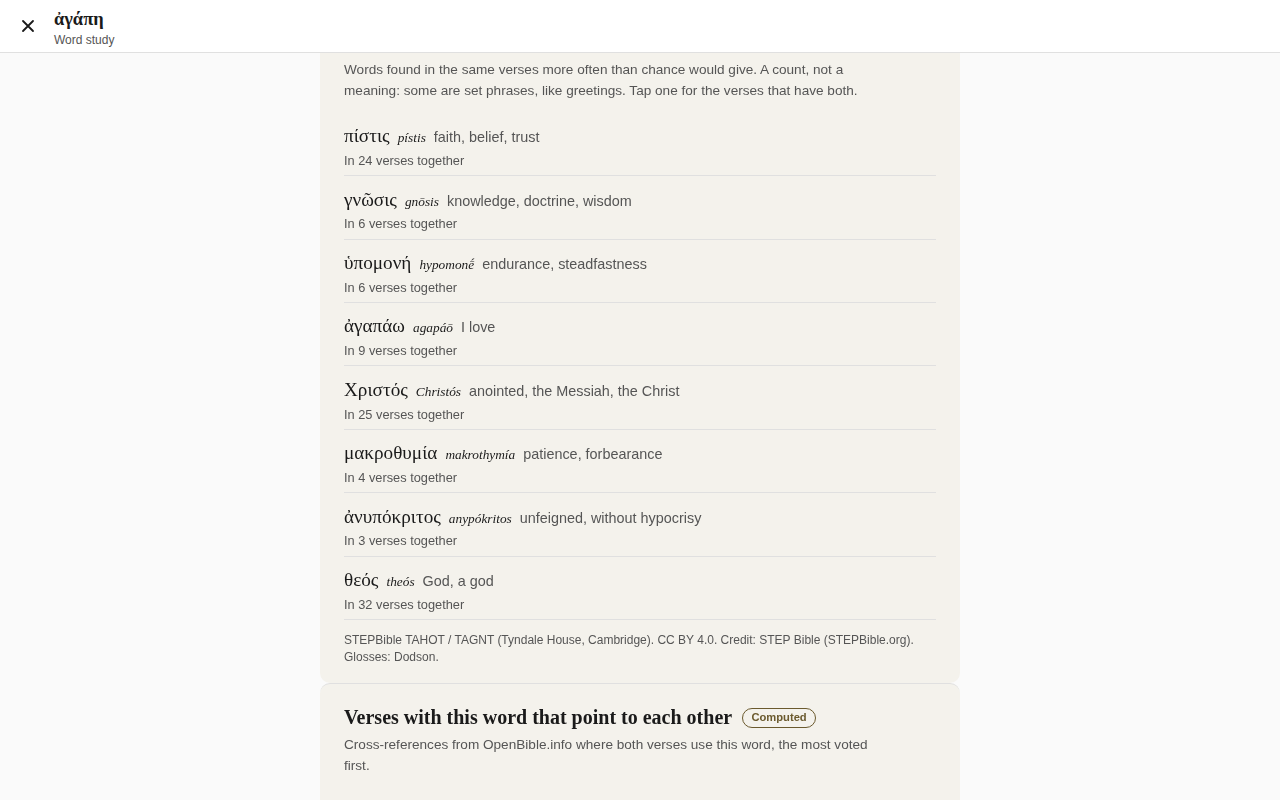 ἀγάπη
Word study
Words found in the same verses more often than chance would give. A count, not a
meaning: some are set phrases, like greetings. Tap one for the verses that have both.
πίστις pístis faith, belief, trust
In 24 verses together
γνῶσις gnōsis knowledge, doctrine, wisdom
In 6 verses together
ὑπομονή hypomonḗ endurance, steadfastness
In 6 verses together
ἀγαπάω agapáō I love
In 9 verses together
Χριστός Christós anointed, the Messiah, the Christ
In 25 verses together
μακροθυμία makrothymía patience, forbearance
In 4 verses together
ἀνυπόκριτος anypókritos unfeigned, without hypocrisy
In 3 verses together
θεός theós God, a god
In 32 verses together
STEPBible TAHOT / TAGNT (Tyndale House, Cambridge). CC BY 4.0. Credit: STEP Bible (STEPBible.org).
Glosses: Dodson.
Verses with this word that point to each other Computed
Cross-references from OpenBible.info where both verses use this word, the most voted
first.